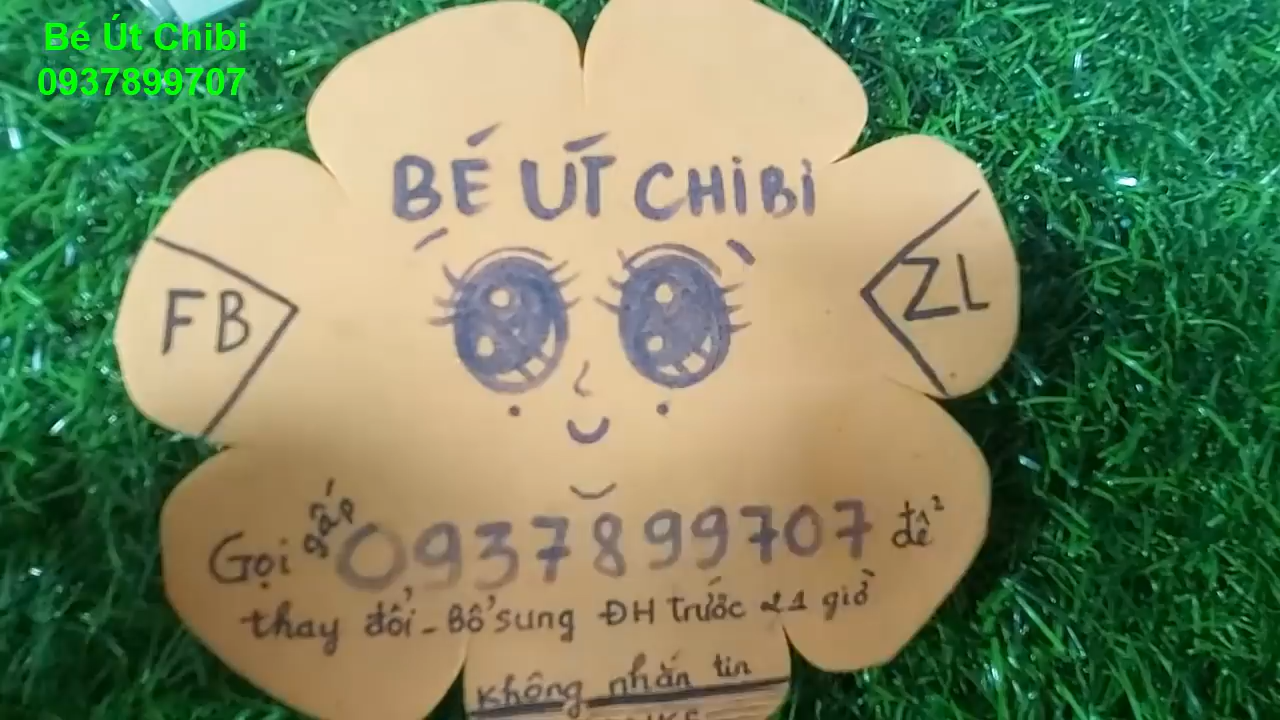 Bé Út Chibi
0937899707
BÉ ÚT CHiBi
FB
ZL
Gọi gấp 0937899707 để
thay đổi - Bổ sung ĐH trước 21 giờ
Không nhắn tin